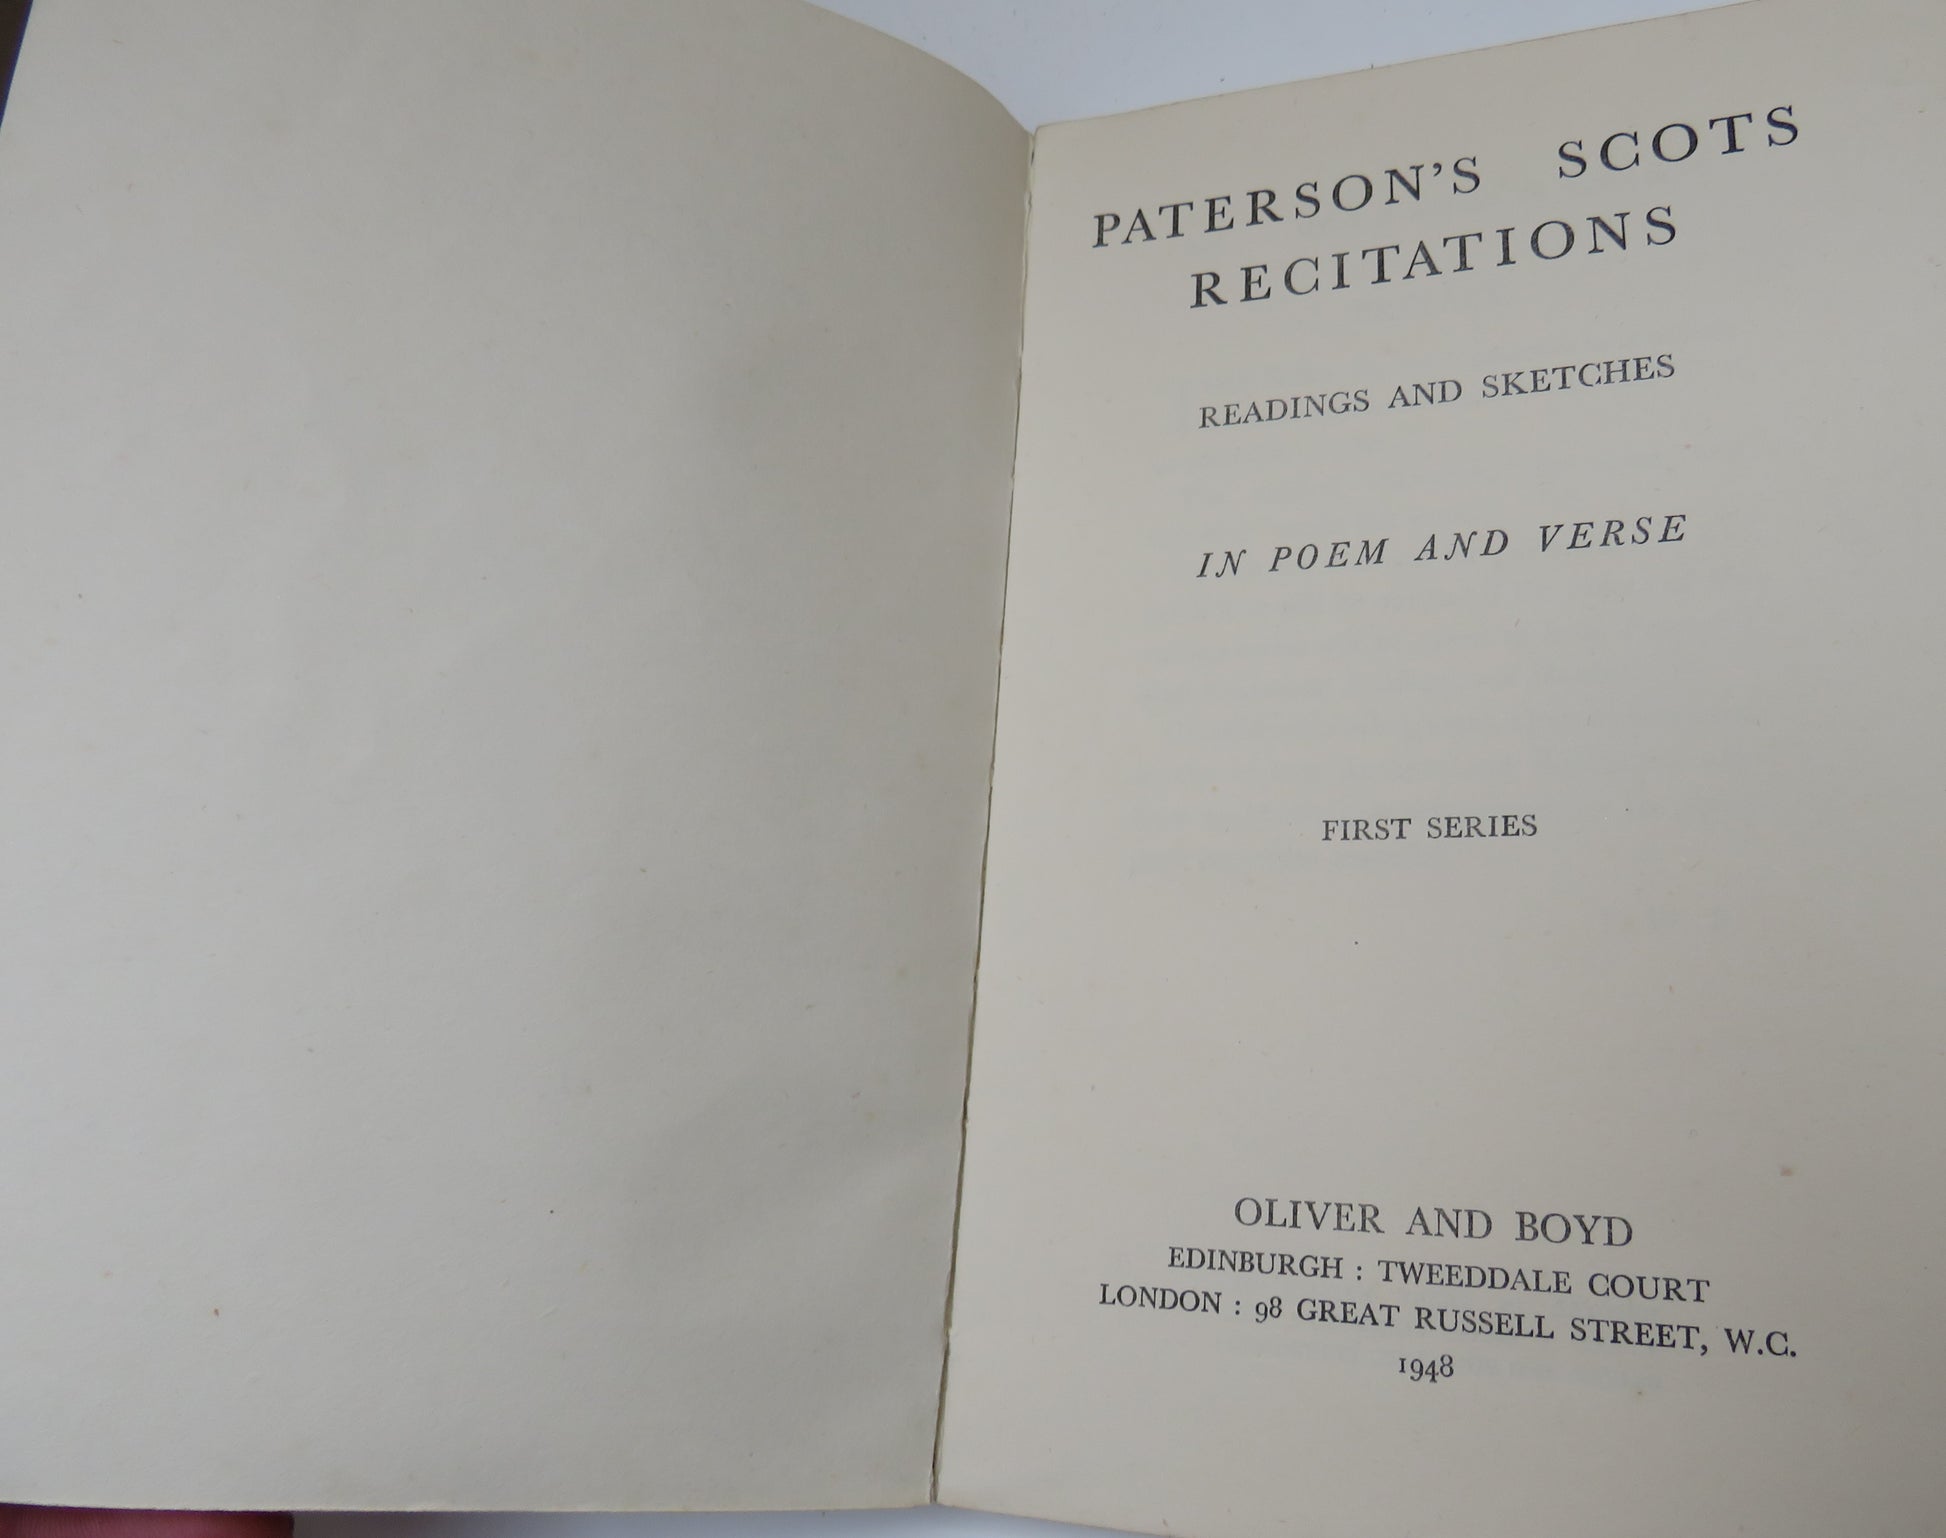 PATERSON'S SCOTS
RECITATIONS
READINGS AND SKETCHES
IN POEM AND VERSE
FIRST SERIES
OLIVER AND BOYD
EDINBURGH : TWEEDDALE COURT
LONDON : 98 GREAT RUSSELL STREET, W.C.
1948